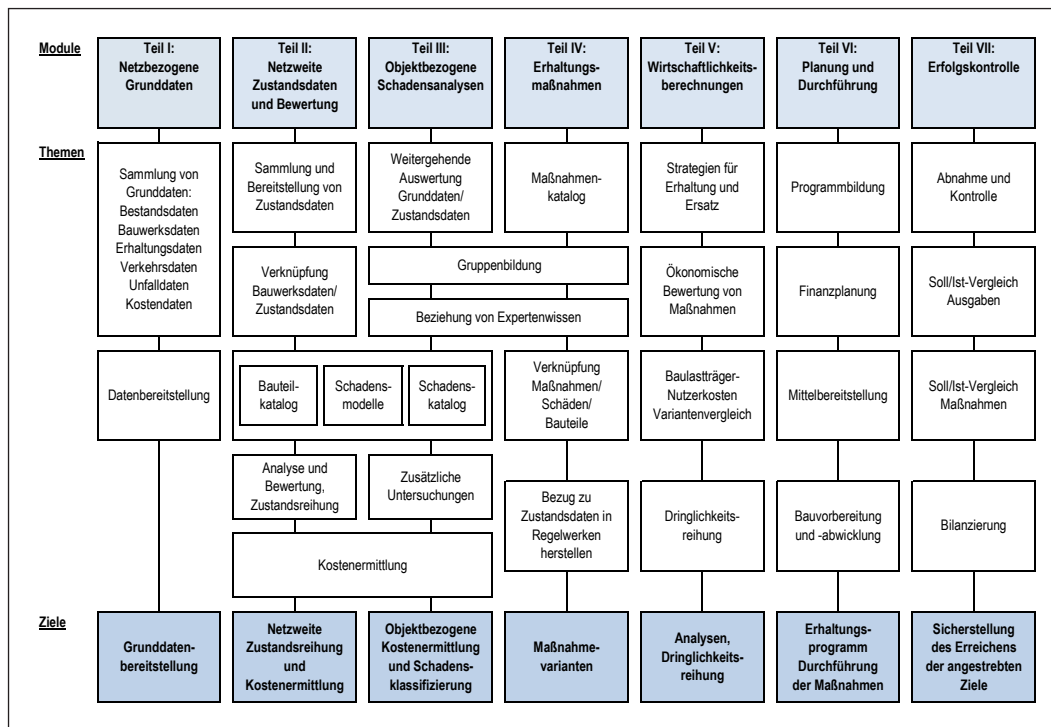 Module
Teil I:
Netzbezogene
Grunddaten
Teil II:
Netzweite
Zustandsdaten
und Bewertung
Teil III:
Objektbezogene
Schadensanalysen
Teil IV:
Erhaltungs-
maßnahmen
Teil V:
Wirtschaftlichkeits-
berechnungen
Teil VI:
Planung und
Durchführung
Teil VII:
Erfolgskontrolle
Themen
Sammlung von
Grunddaten:
Bestandsdaten
Bauwerksdaten
Erhaltungsdaten
Verkehrsdaten
Unfalldaten
Kostendaten
Sammlung und
Bereitstellung von
Zustandsdaten
Weitergehende
Auswertung
Grunddaten/
Zustandsdaten
Maßnahmen-
katalog
Strategien für
Erhaltung und
Ersatz
Programmbildung
Abnahme und
Kontrolle
Verknüpfung
Bauwerksdaten/
Zustandsdaten
Gruppenbildung
Beziehung von Expertenwissen
Ökonomische
Bewertung von
Maßnahmen
Finanzplanung
Soll/Ist-Vergleich
Ausgaben
Datenbereitstellung
Bauteil-
katalog
Schadens-
modelle
Schadens-
katalog
Verknüpfung
Maßnahmen/
Schäden/
Bauteile
Baulastträger-
Nutzerkosten
Variantenvergleich
Mittelbereitstellung
Soll/Ist-Vergleich
Maßnahmen
Analyse und
Bewertung,
Zustandsreihung
Zusätzliche
Untersuchungen
Kostenermittlung
Bezug zu
Zustandsdaten in
Regelwerken
herstellen
Dringlichkeits-
reihung
Bauvorbereitung
und -abwicklung
Bilanzierung
Ziele
Grunddaten-
bereitstellung
Netzweite
Zustandsreihung
und
Kostenermittlung
Objektbezogene
Kostenermittlung
und Schadens-
klassifizierung
Maßnahme-
varianten
Analysen,
Dringlichkeits-
reihung
Erhaltungs-
programm
Durchführung
der Maßnahmen
Sicherstellung
des Erreichens
der angestrebten
Ziele